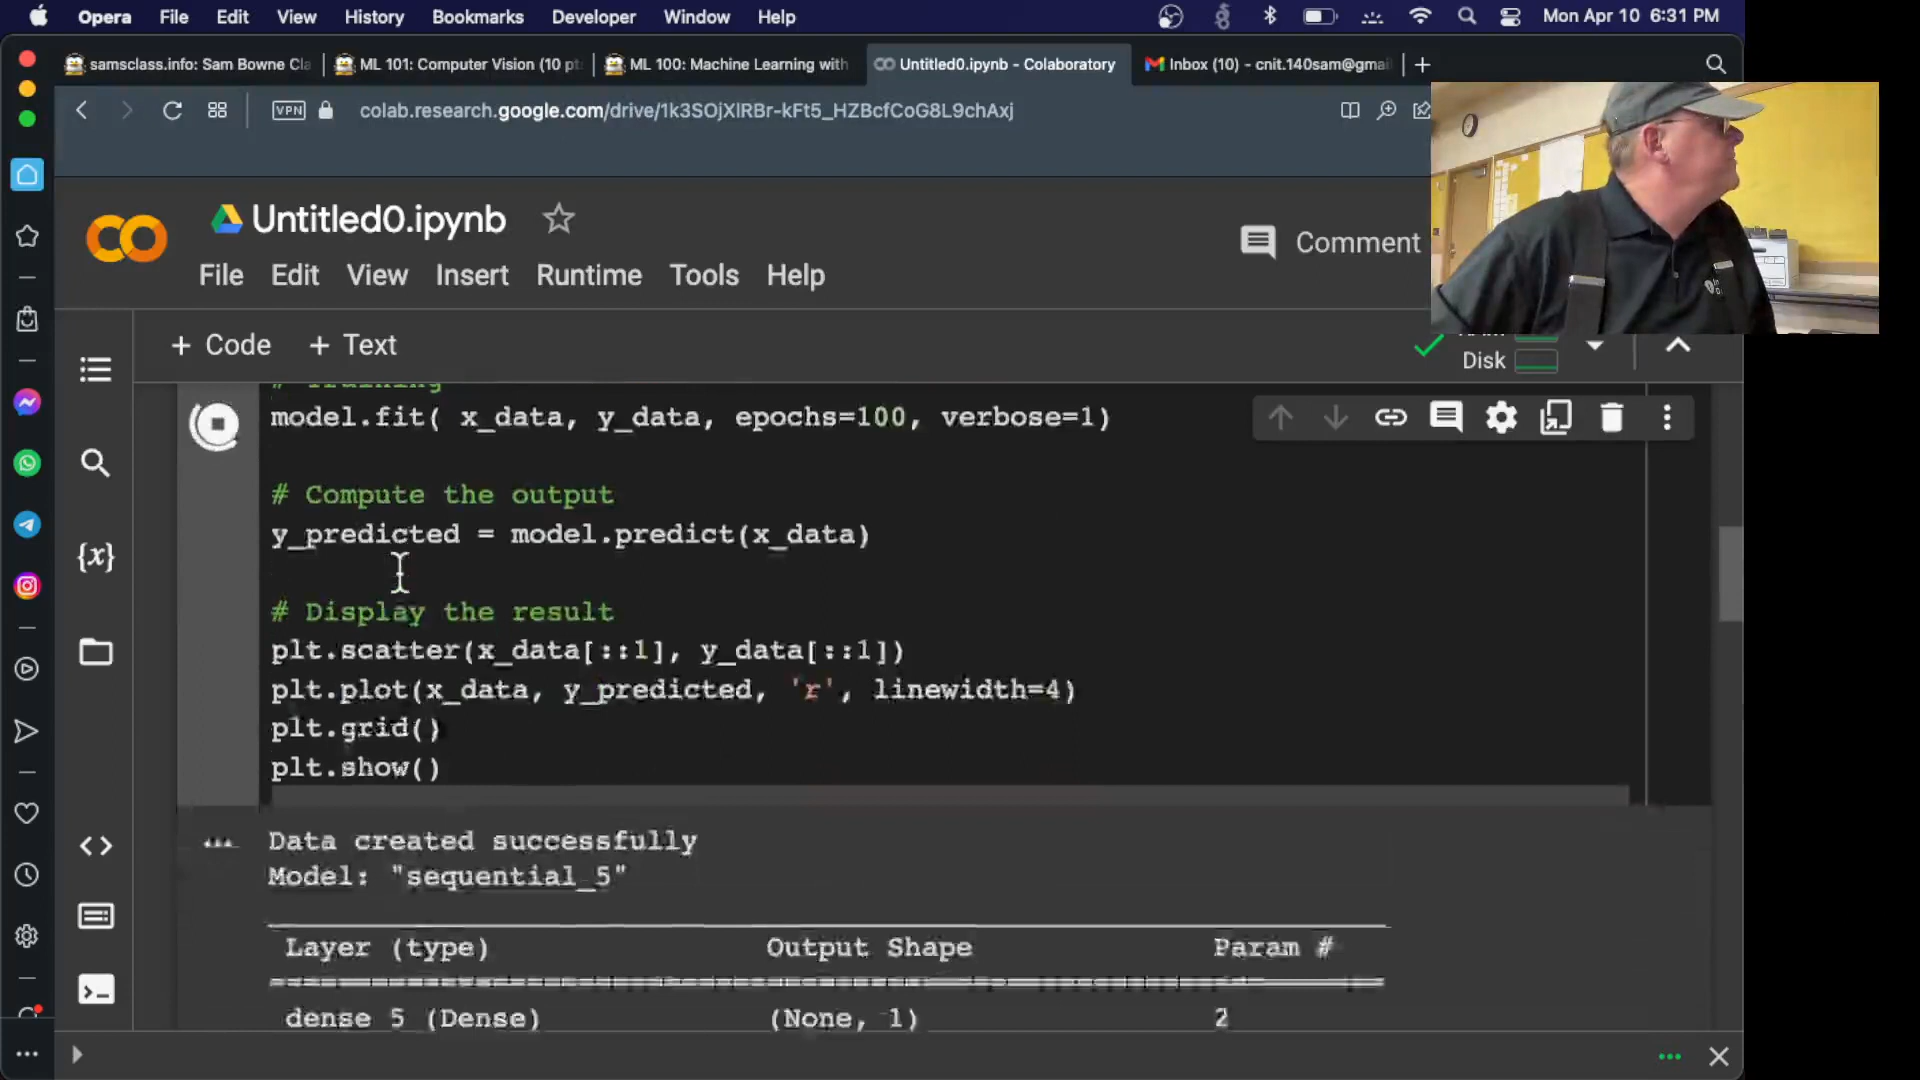 Opera File Edit View History Bookmarks Developer Window Help Mon Apr 10 6:31 PM
samsclass.info: Sam Bowne Cla ML 101: Computer Vision (10 pt ML 100: Machine Learning with Untitled0.ipynb - Colaboratory Inbox (10) - cnit.140sam@gmai
VPN colab.research.google.com/drive/1k3SOjXlRBr-kFt5_HZBcfCoG8L9chAxj
Untitled0.ipynb
Comment
File Edit View Insert Runtime Tools Help
+ Code + Text
Disk
# Training
model.fit( x_data, y_data, epochs=100, verbose=1)
# Compute the output
y_predicted = model.predict(x_data)
# Display the result
plt.scatter(x_data[::1], y_data[::1])
plt.plot(x_data, y_predicted, 'r', linewidth=4)
plt.grid()
plt.show()
Data created successfully
Model: "sequential_5"
Layer (type) Output Shape Param #
dense_5 (Dense) (None, 1) 2